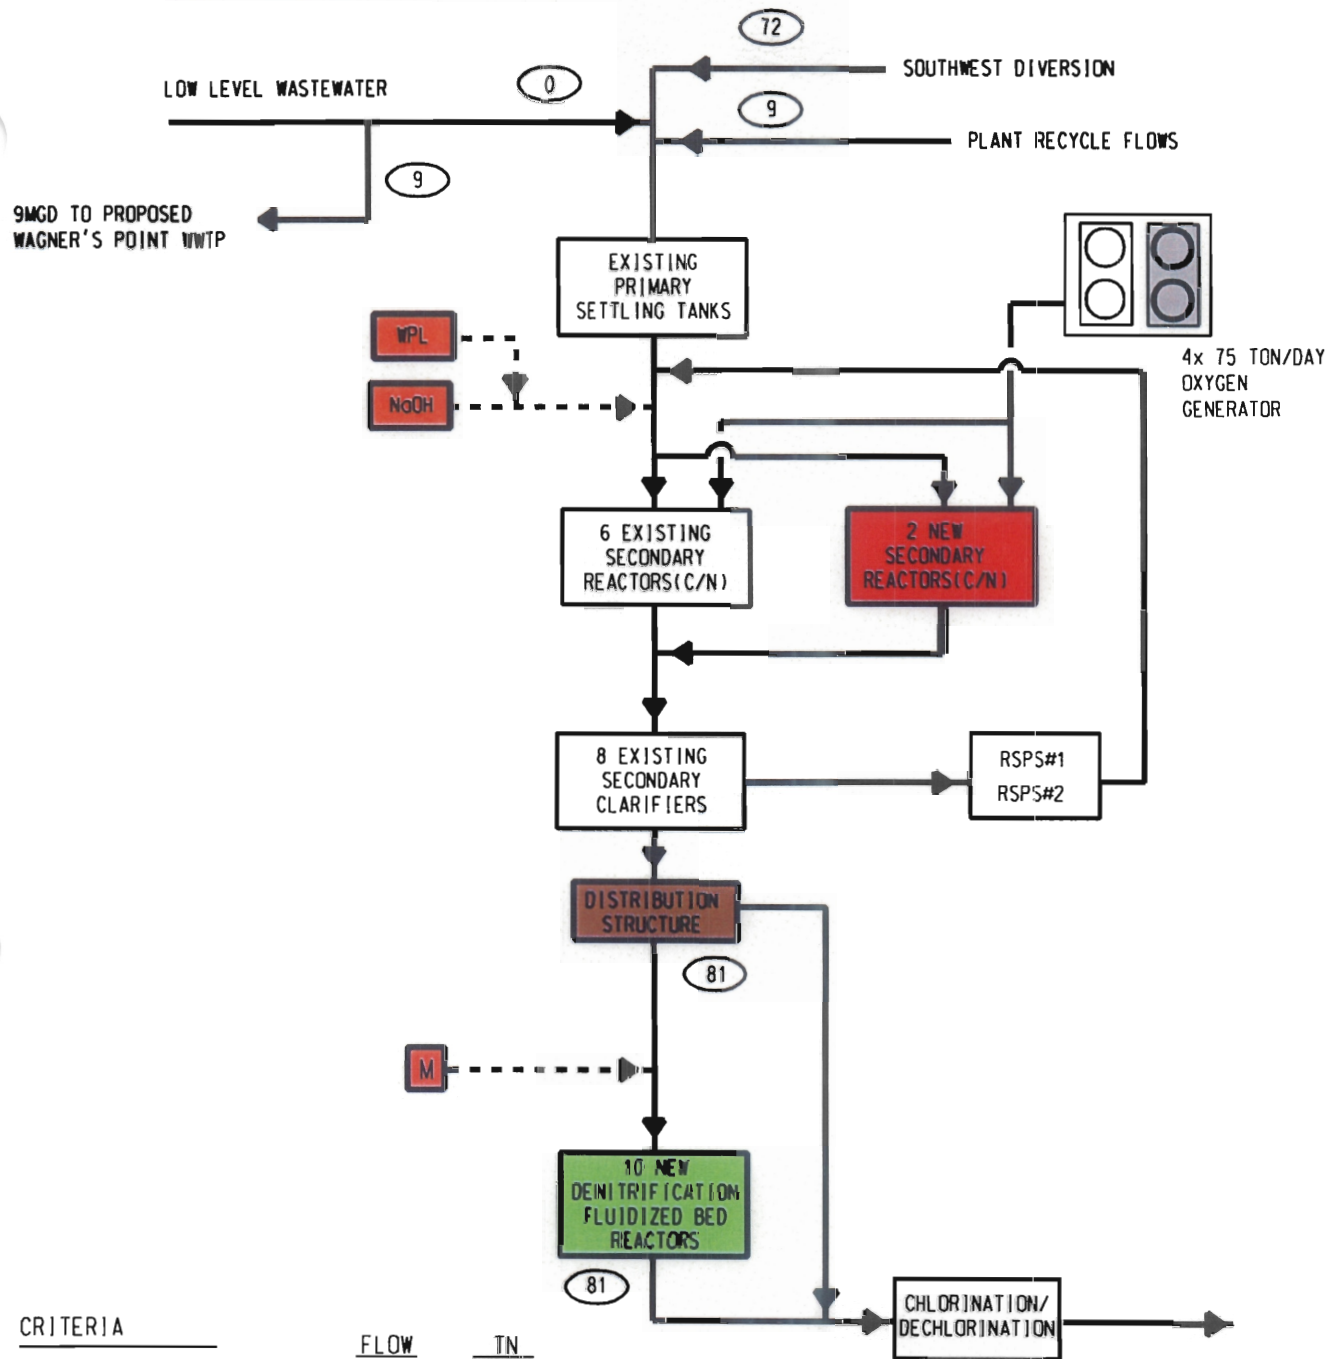 72
SOUTHWEST DIVERSION
LOW LEVEL WASTEWATER
0
9
PLANT RECYCLE FLOWS
9
9MGD TO PROPOSED
WAGNER'S POINT WWTP
EXISTING
PRIMARY
SETTLING TANKS
WPL
NaOH
4x 75 TON/DAY
OXYGEN
GENERATOR
6 EXISTING
SECONDARY
REACTORS(C/N)
2 NEW
SECONDARY
REACTORS(C/N)
8 EXISTING
SECONDARY
CLARIFIERS
RSPS#1
RSPS#2
DISTRIBUTION
STRUCTURE
81
M
10 NEW
DENITRIFICATION
FLUIDIZED BED
REACTORS
81
CHLORINATION/
DECHLORINATION
CRITERIA
FLOW TN